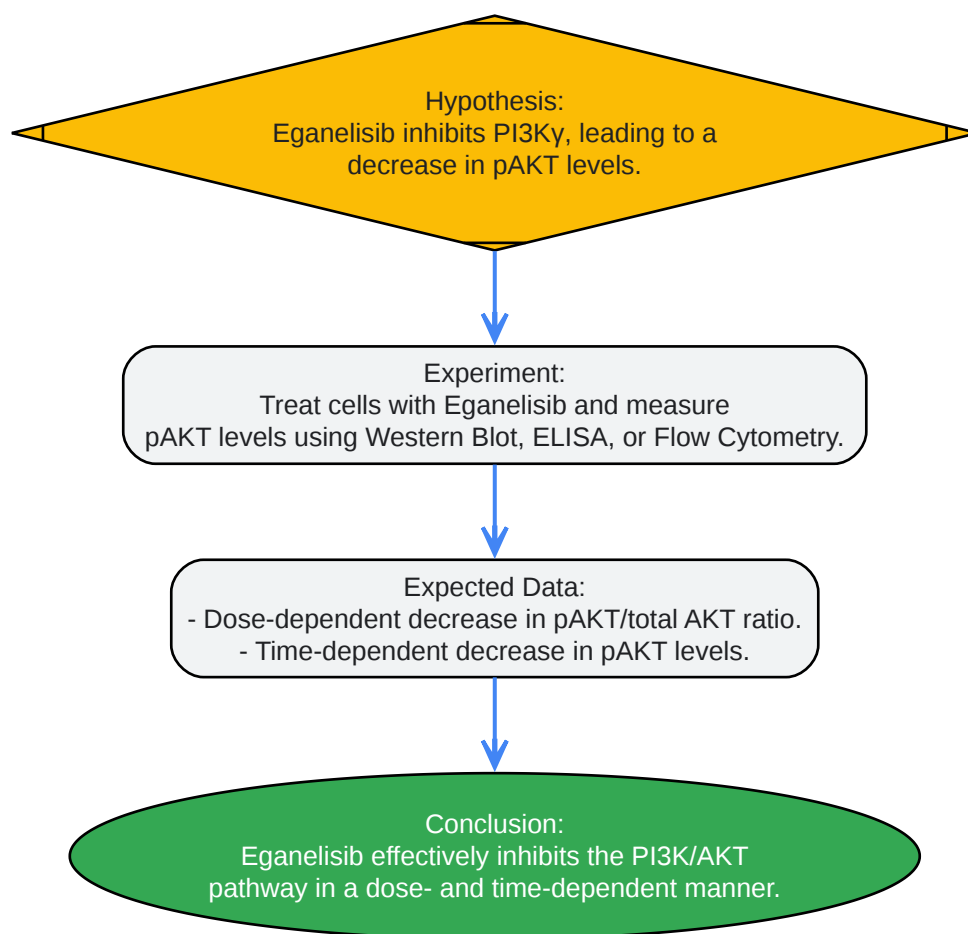 Hypothesis:
Eganelisib inhibits PI3Kγ, leading to a
decrease in pAKT levels.
Experiment:
Treat cells with Eganelisib and measure
pAKT levels using Western Blot, ELISA, or Flow Cytometry.
Expected Data:
- Dose-dependent decrease in pAKT/total AKT ratio.
- Time-dependent decrease in pAKT levels.
Conclusion:
Eganelisib effectively inhibits the PI3K/AKT
pathway in a dose- and time-dependent manner.